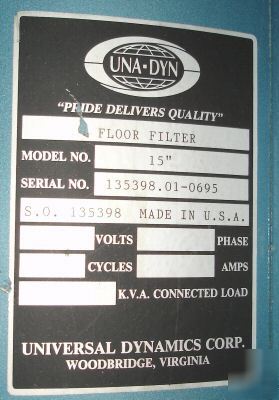 UNA-DYN
"PRIDE DELIVERS QUALITY"
FLOOR FILTER
MODEL NO. 15"
SERIAL NO. 135398.01-0695
S.O. 135398 MADE IN U.S.A.
VOLTS PHASE
CYCLES AMPS
K.V.A. CONNECTED LOAD
UNIVERSAL DYNAMICS CORP.
WOODBRIDGE, VIRGINIA